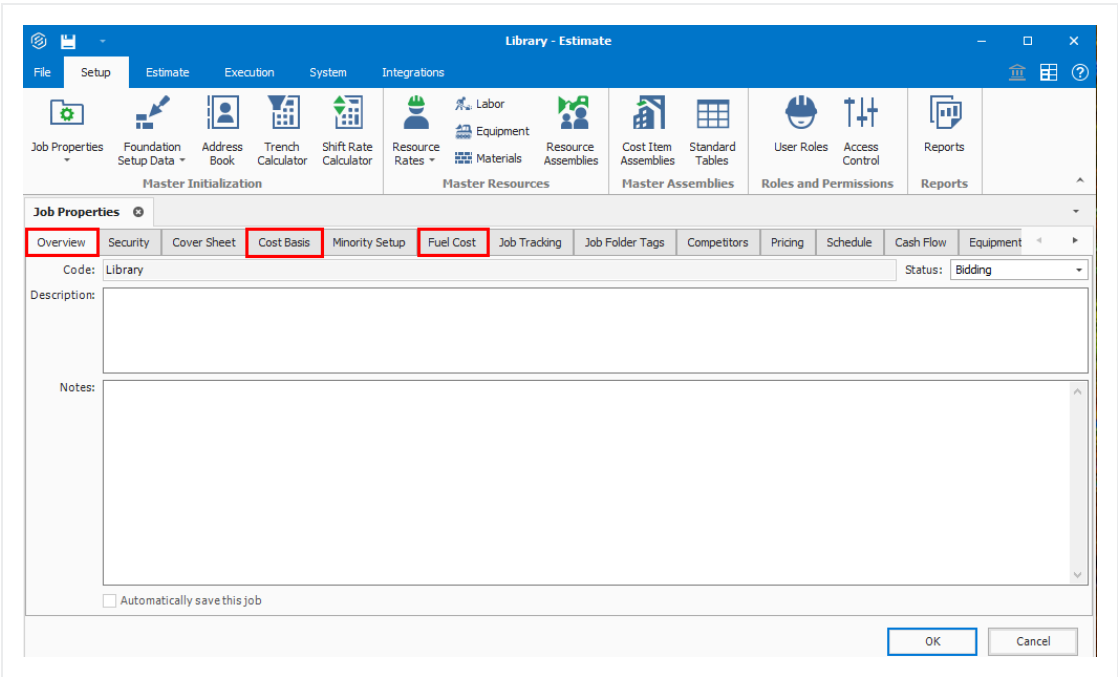 Library - Estimate
File Setup Estimate Execution System Integrations
Job Properties
Foundation Setup Data
Address Book
Trench Calculator
Shift Rate Calculator
Resource Rates
Labor
Equipment
Materials
Resource Assemblies
Cost Item Assemblies
Standard Tables
User Roles
Access Control
Reports
Master Initialization Master Resources Master Assemblies Roles and Permissions Reports
Job Properties
Overview Security Cover Sheet Cost Basis Minority Setup Fuel Cost Job Tracking Job Folder Tags Competitors Pricing Schedule Cash Flow Equipment
Code: Library Status: Bidding
Description:
Notes:
Automatically save this job
OK Cancel